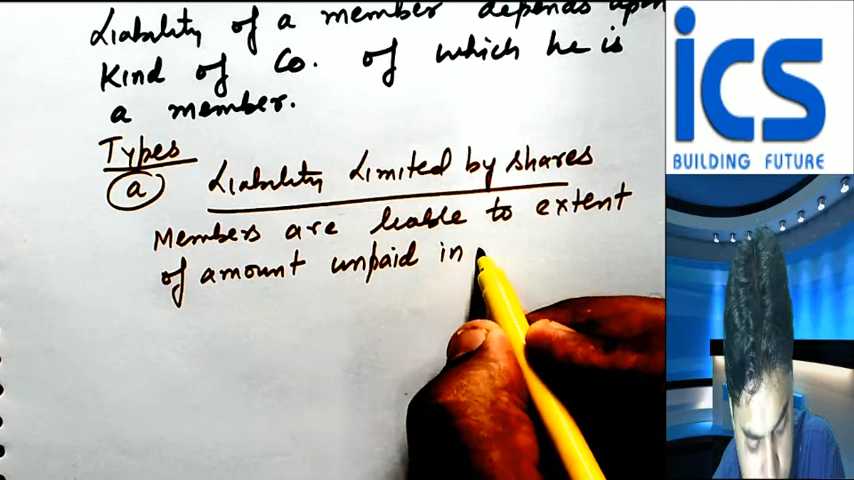 Liability of a member depends upon
Kind of Co. of which he is
a member.
Types
(a) Liability Limited by shares
Members are liable to extent
of amount unpaid in
ics
BUILDING FUTURE